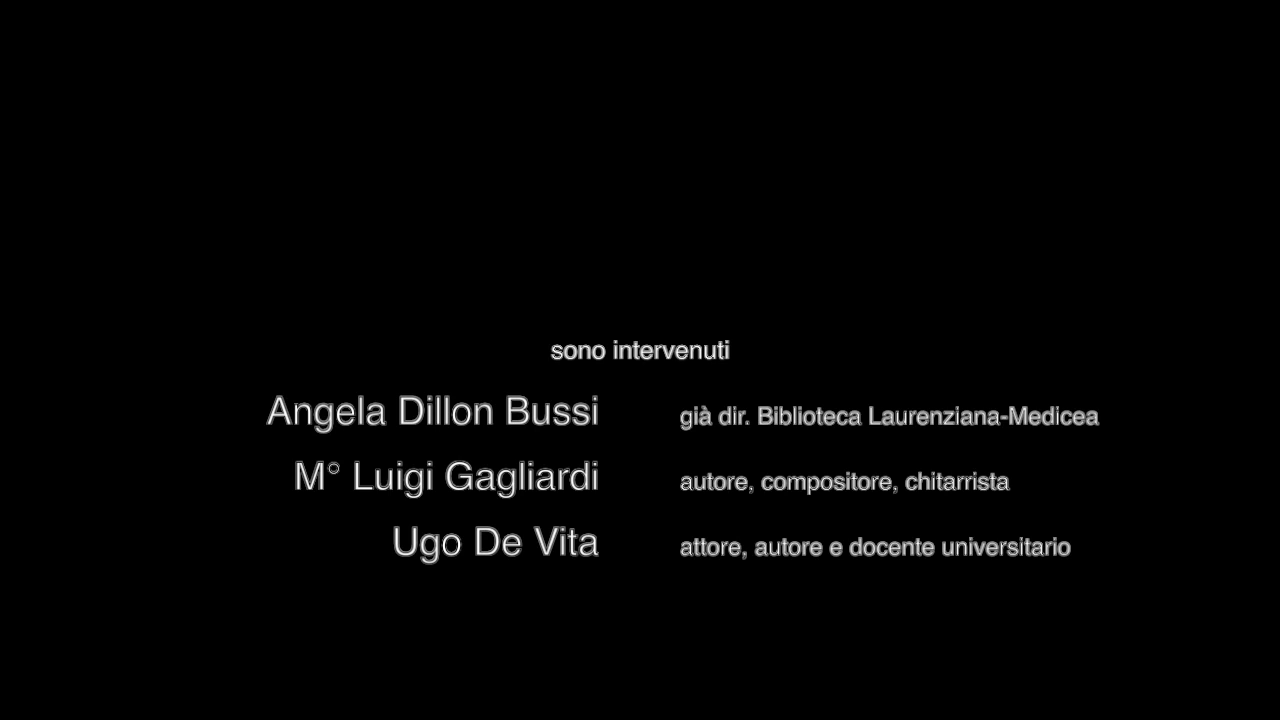 sono intervenuti
Angela Dillon Bussi già dir. Biblioteca Laurenziana-Medicea
M° Luigi Gagliardi autore, compositore, chitarrista
Ugo De Vita attore, autore e docente universitario